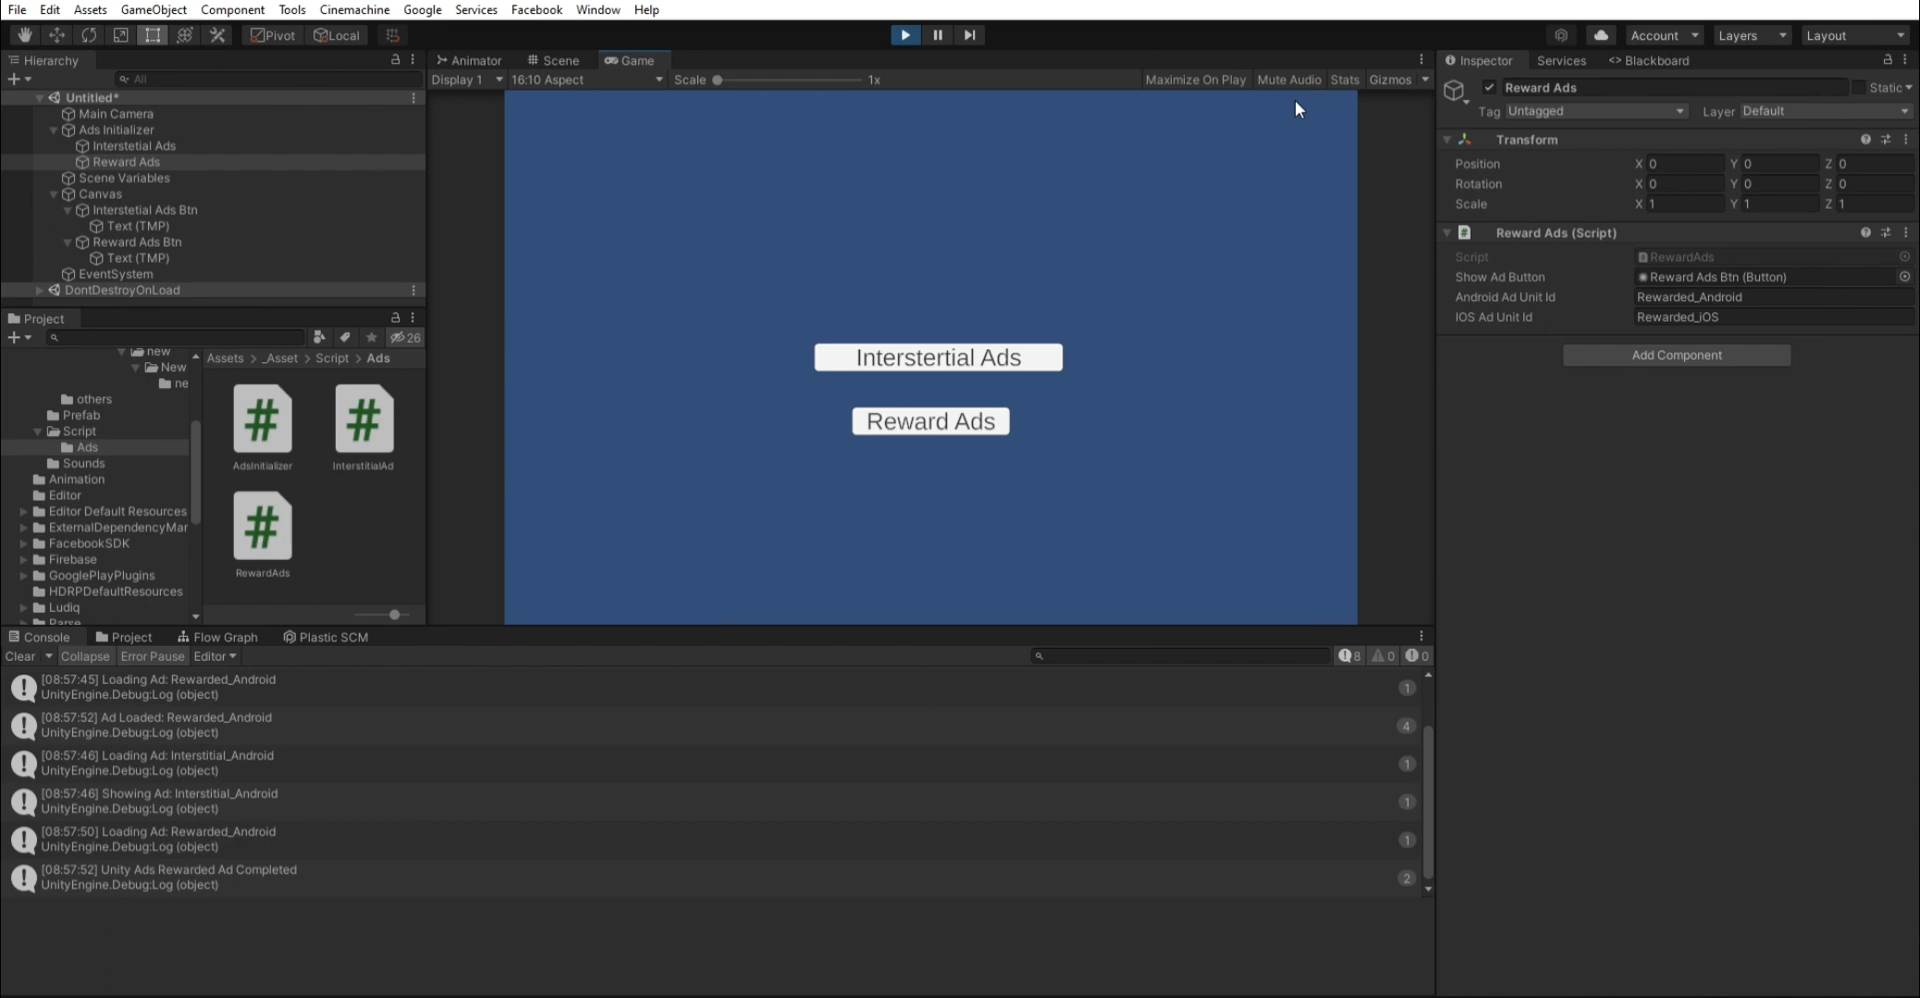 File Edit Assets GameObject Component Tools Cinemachine Google Services Facebook Window Help
Pivot Local Account Layers Layout
Hierarchy
All
Untitled*
Main Camera
Ads Initializer
Interstetial Ads
Reward Ads
Scene Variables
Canvas
Interstetial Ads Btn
Text (TMP)
Reward Ads Btn
Text (TMP)
EventSystem
DontDestroyOnLoad
Project
26
new
New
ne
others
Prefab
Script
Ads
Sounds
Animation
Editor
Editor Default Resources
ExternalDependencyMar
FacebookSDK
Firebase
GooglePlayPlugins
HDRPDefaultResources
Ludiq
Parse
Assets > _Asset > Script > Ads
AdsInitializer InterstitialAd
RewardAds
Animator Scene Game
Display 1 16:10 Aspect Scale 1x Maximize On Play Mute Audio Stats Gizmos
Interstertial Ads
Reward Ads
Inspector Services <> Blackboard
Reward Ads Static
Tag Untagged Layer Default
Transform
Position X 0 Y 0 Z 0
Rotation X 0 Y 0 Z 0
Scale X 1 Y 1 Z 1
# Reward Ads (Script)
Script RewardAds
Show Ad Button Reward Ads Btn (Button)
Android Ad Unit Id Rewarded_Android
IOS Ad Unit Id Rewarded_iOS
Add Component
Console Project Flow Graph Plastic SCM
Clear Collapse Error Pause Editor 8 0 0
[08:57:45] Loading Ad: Rewarded_Android
UnityEngine.Debug:Log (object) 1
[08:57:52] Ad Loaded: Rewarded_Android
UnityEngine.Debug:Log (object) 4
[08:57:46] Loading Ad: Interstitial_Android
UnityEngine.Debug:Log (object) 1
[08:57:46] Showing Ad: Interstitial_Android
UnityEngine.Debug:Log (object) 1
[08:57:50] Loading Ad: Rewarded_Android
UnityEngine.Debug:Log (object) 1
[08:57:52] Unity Ads Rewarded Ad Completed
UnityEngine.Debug:Log (object) 2